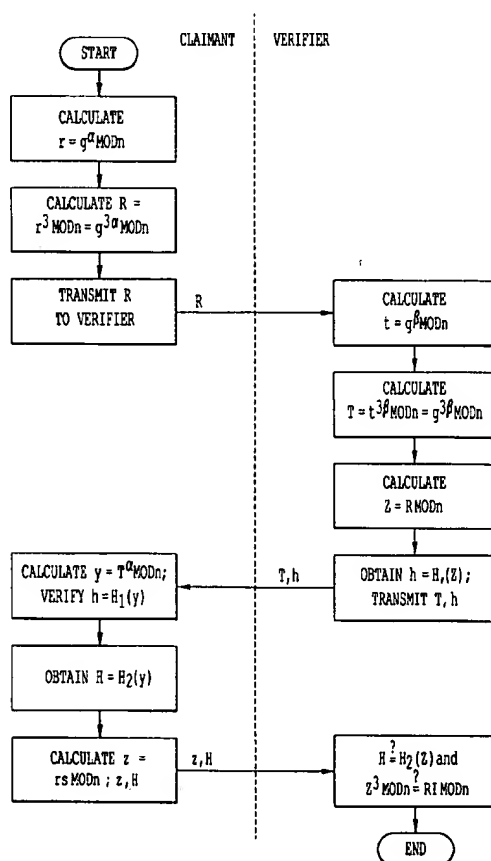 CLAIMANT
VERIFIER
START
CALCULATE
r = g^α MODn
CALCULATE R =
r^3 MODn = g^3α MODn
TRANSMIT R
TO VERIFIER
R
CALCULATE
t = g^β MODn
CALCULATE
T = t^3β MODn = g^3β MODn
CALCULATE
Z = RMODn
OBTAIN h = H,(Z) ;
TRANSMIT T, h
T, h
CALCULATE y = T^α MODn;
VERIFY h = H₁(y)
OBTAIN H = H₂(y)
CALCULATE z =
rs MODn ; z, H
z, H
H ≟ H₂(Z) and
Z^3 MODn ≟ RI MODn
END